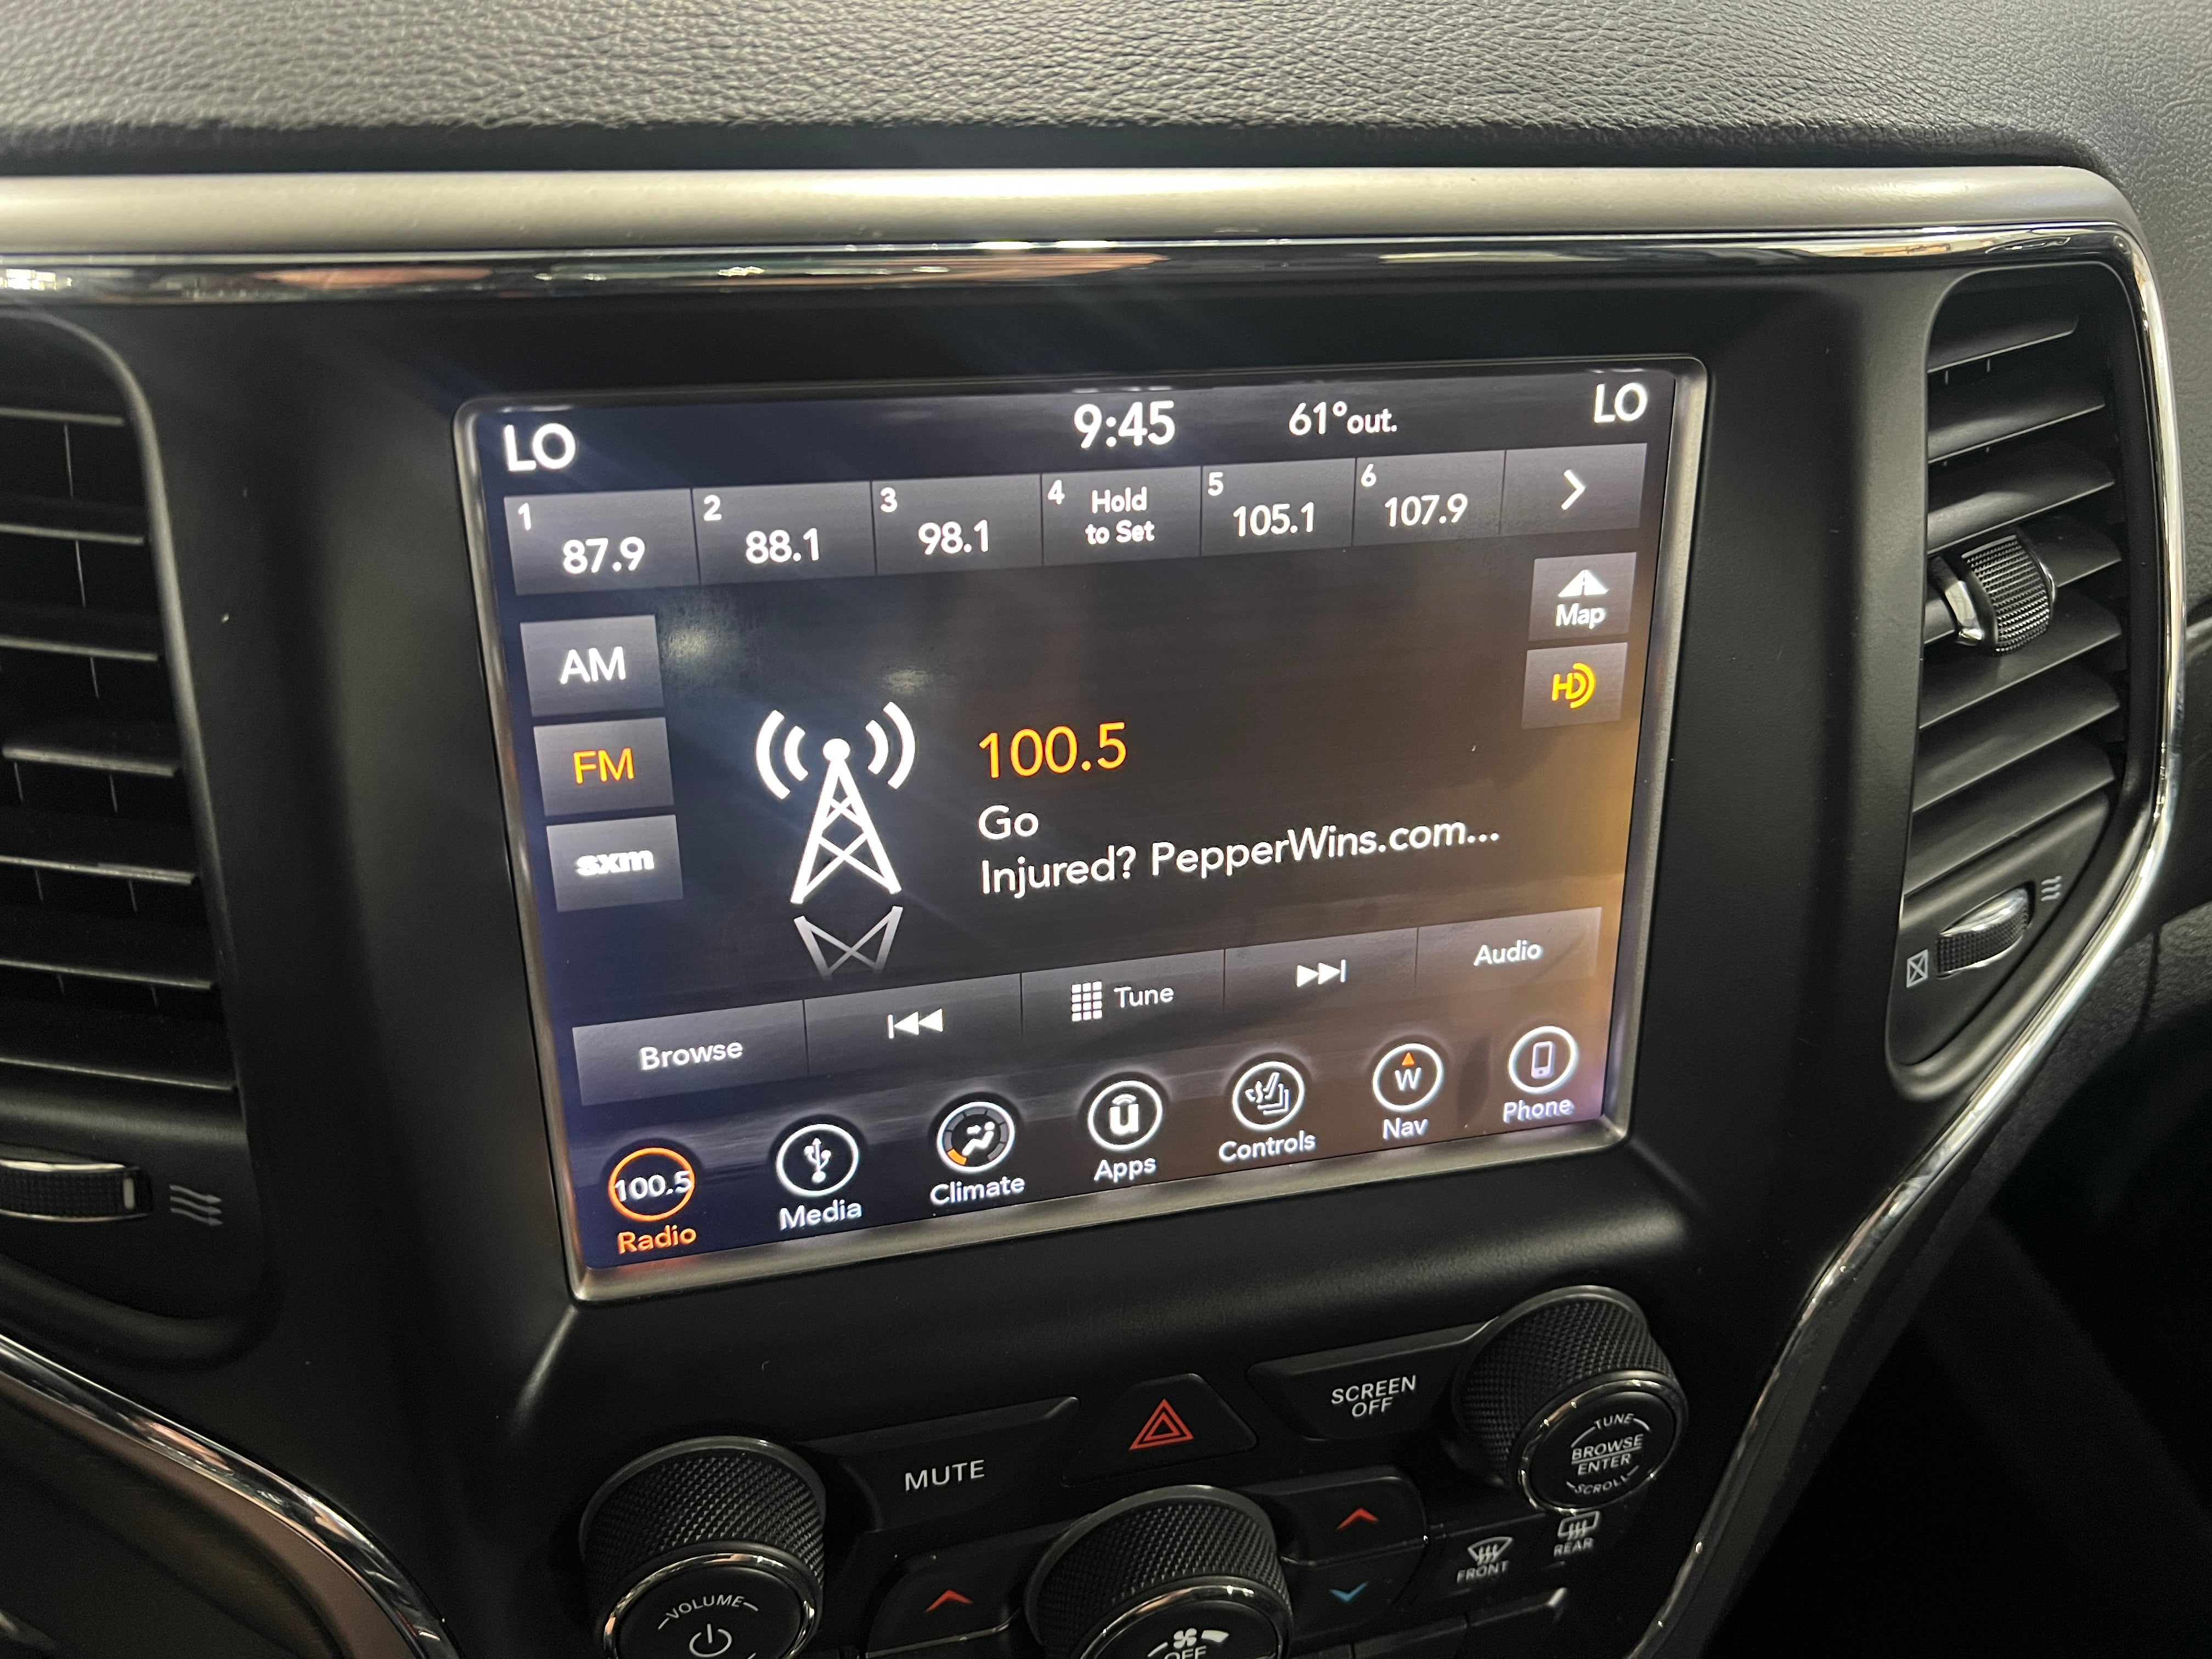 LO 9:45 61°out. LO
1 87.9 2 88.1 3 98.1 4 Hold to Set 5 105.1 6 107.9
Map
AM
HD
FM
100.5
Go
sxm
Injured? PepperWins.com...
Browse Tune Audio
100.5 W
Radio Media Climate Apps Controls Nav Phone
MUTE
SCREEN
OFF
TUNE
BROWSE
ENTER
SCROLL
FRONT
REAR
VOLUME
OFF